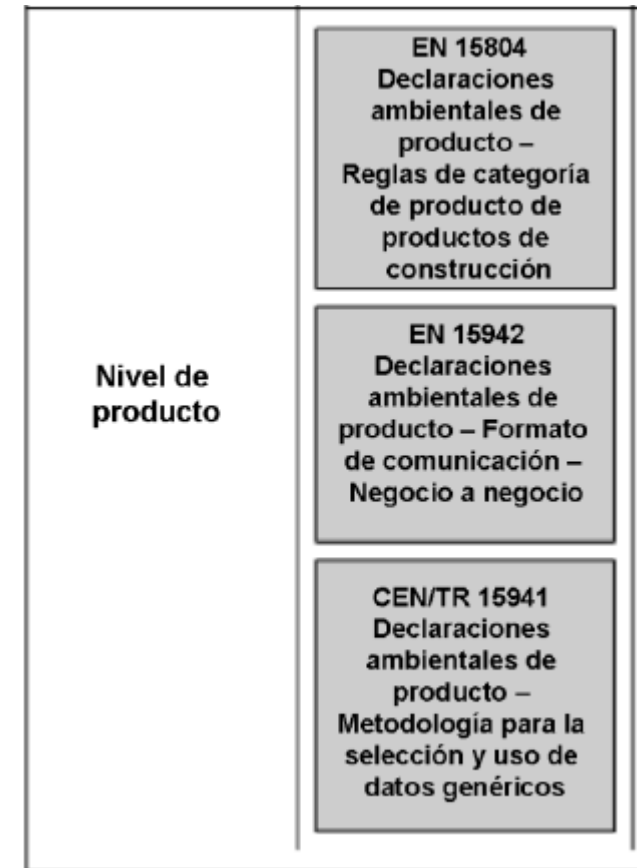 Nivel de
producto
EN 15804
Declaraciones
ambientales de
producto –
Reglas de categoría
de producto de
productos de
construcción
EN 15942
Declaraciones
ambientales de
producto – Formato
de comunicación –
Negocio a negocio
CEN/TR 15941
Declaraciones
ambientales de
producto –
Metodología para la
selección y uso de
datos genéricos